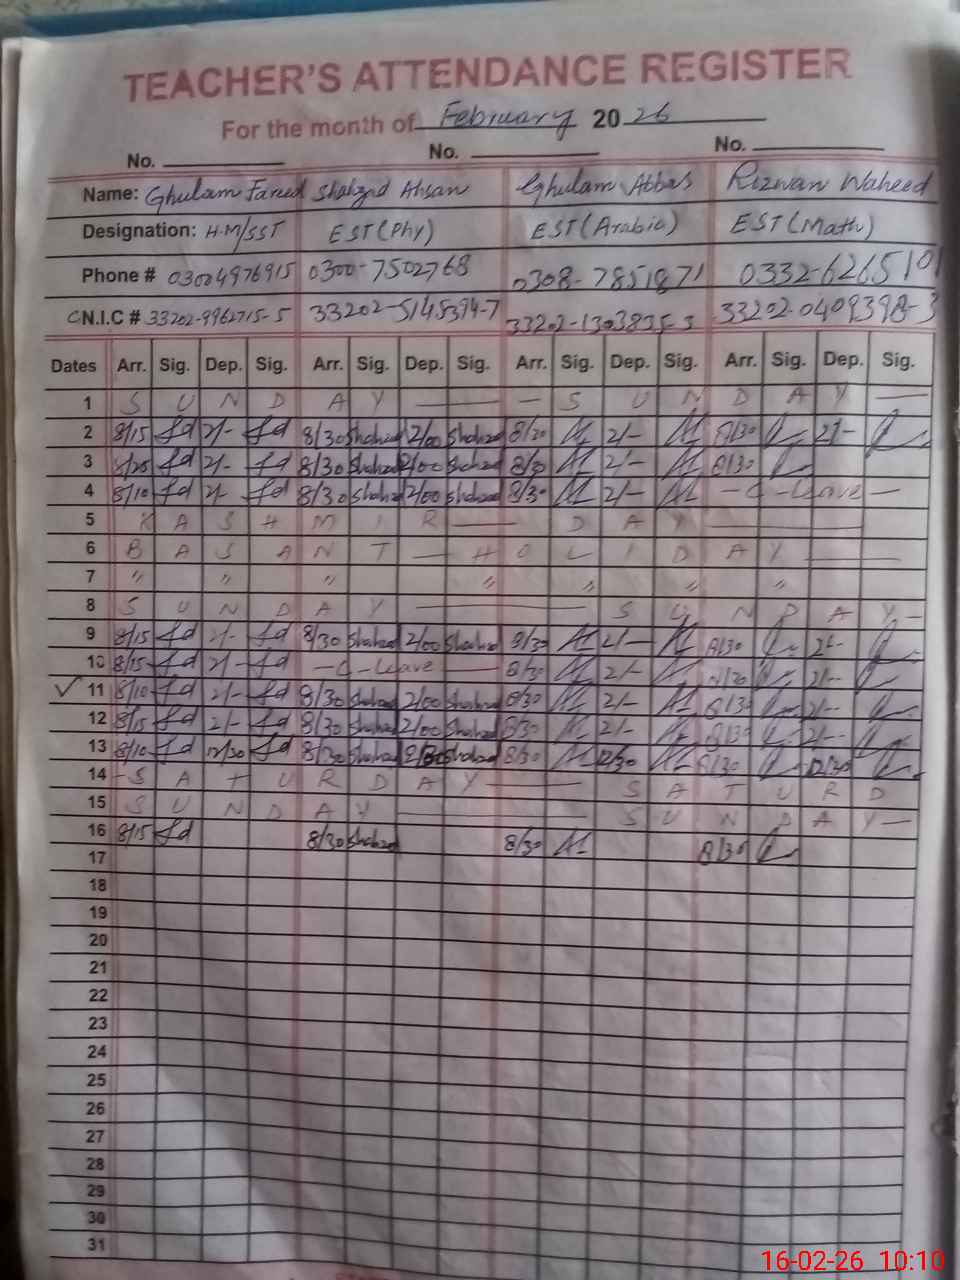 TEACHER'S ATTENDANCE REGISTER
For the month of February 20 26
No. No. No.
Name: Ghulam Fareed Shahzad Ahsan Ghulam Abbas Rizwan Waheed
Designation: H.M/SST EST(Phy) EST(Arabic) EST(Math)
Phone # 03004976915 0300-7502768 0308-7851871 0332-6265101
C.N.I.C # 33202-9962715-5 33202-5145394-7 33202-1303835-3 33202-0409398-3
Dates Arr. Sig. Dep. Sig. Arr. Sig. Dep. Sig. Arr. Sig. Dep. Sig. Arr. Sig. Dep. Sig.
1 S U N D A Y — — S U N D A Y —
2 8/15 2/- 8/30 Shahzad 2/00 Shahzad 8/30 2/- 8/30 2/-
3 8/25 2/- 8/30 Shahzad 2/00 Shahzad 8/30 2/- 8/30
4 8/10 2/- 8/30 Shahzad 2/00 Shahzad 8/30 2/- — C - Leave —
5 K A S H M I R — D A Y —
6 B A S A N T — H O L I D A Y —
7 " " " " " " "
8 S U N D A Y — S U N D A Y —
9 8/15 2/- 8/30 Shahzad 2/00 Shahzad 8/30 2/- 8/30 2/-
10 8/15 2/- — C - Leave — 8/30 2/- 8/30 2/-
✓ 11 8/10 2/- 8/30 Shahzad 2/00 Shahzad 8/30 2/- 8/30 2/-
12 8/15 2/- 8/30 Shahzad 2/00 Shahzad 8/30 2/- 8/30 2/-
13 8/10 12/30 8/30 Shahzad Shahzad 8/30 12/30 8/30 12/30
14 - S A T U R D A Y — S A T U R D
15 S U N D A Y — S U N D A Y —
16 8/15 8/30 Shahzad 8/30 8/30
17
18
19
20
21
22
23
24
25
26
27
28
29
30
31
16-02-26 10:10